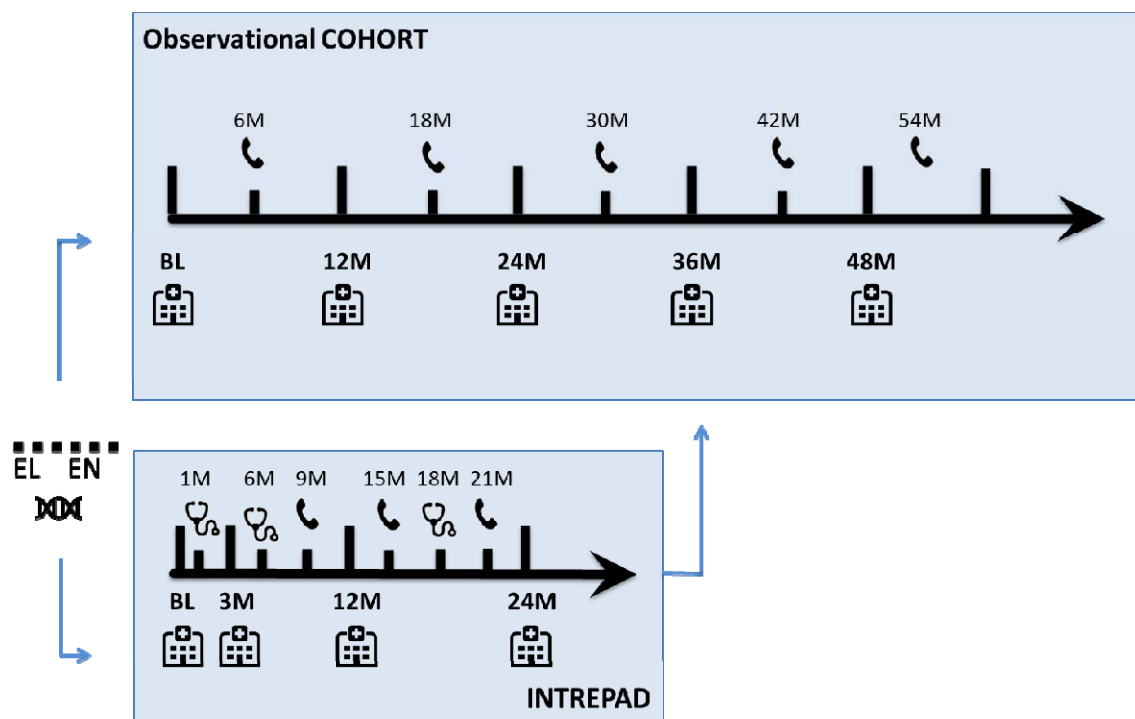 Observational COHORT
6M 18M 30M 42M 54M
BL 12M 24M 36M 48M
EL EN
1M 6M 9M 15M 18M 21M
BL 3M 12M 24M
INTREPAD